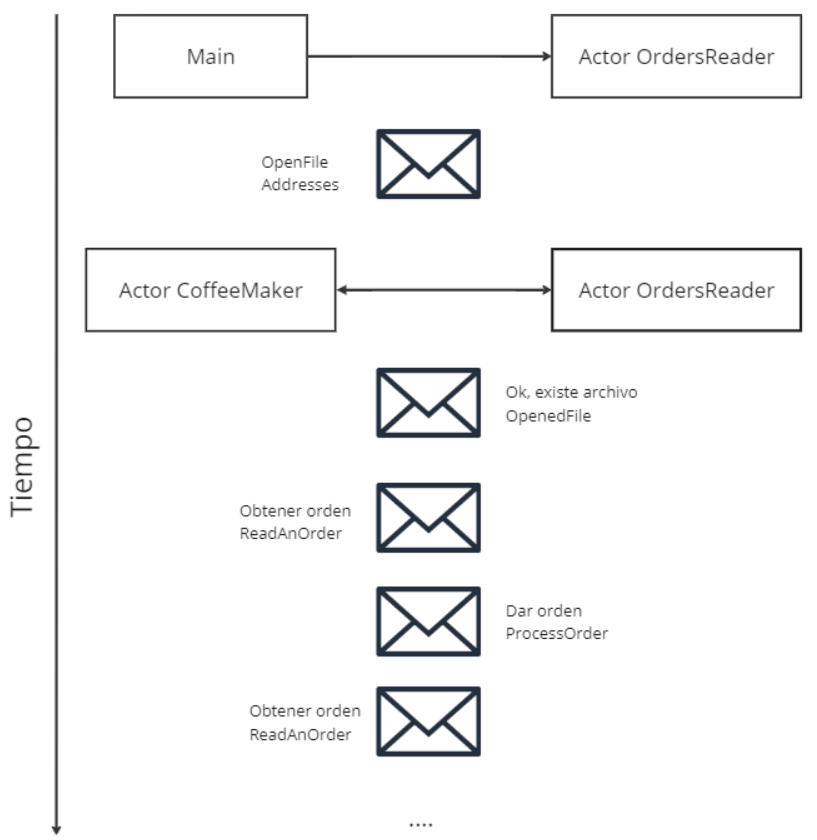 Main
Actor OrdersReader
OpenFile
Addresses
Actor CoffeeMaker
Actor OrdersReader
Ok, existe archivo
OpenedFile
Tiempo
Obtener orden
ReadAnOrder
Dar orden
ProcessOrder
Obtener orden
ReadAnOrder
....